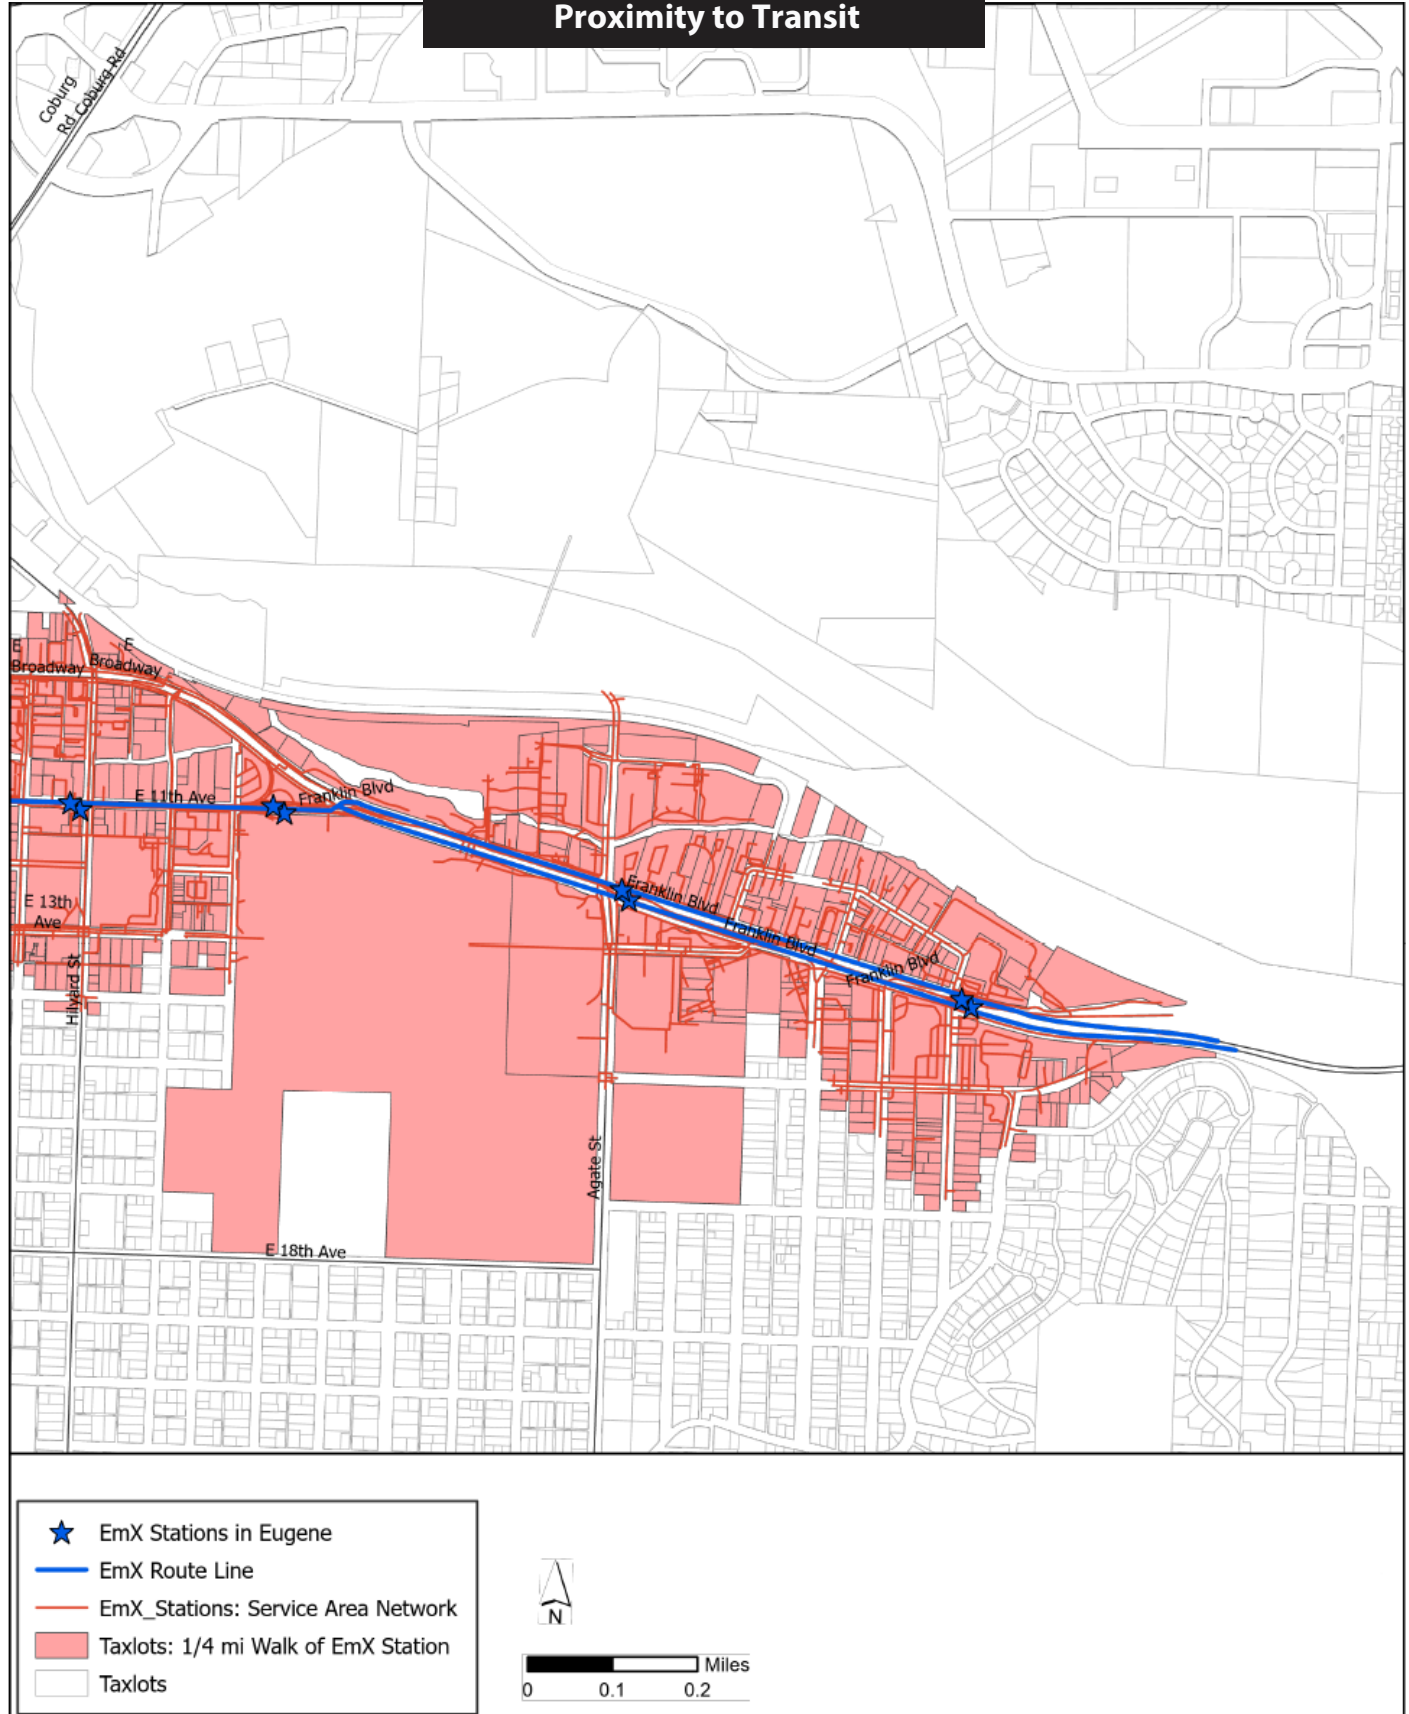 Proximity to Transit
Coburg
Rd
Coburg Rd
E
Broadway
E
Broadway
E 11th Ave
Franklin Blvd
E 13th
Ave
Hilyard St
Franklin Blvd
Franklin Blvd
Franklin Blvd
Agate St
E 18th Ave
EmX Stations in Eugene
EmX Route Line
EmX_Stations: Service Area Network
Taxlots: 1/4 mi Walk of EmX Station
Taxlots
N
Miles
0 0.1 0.2